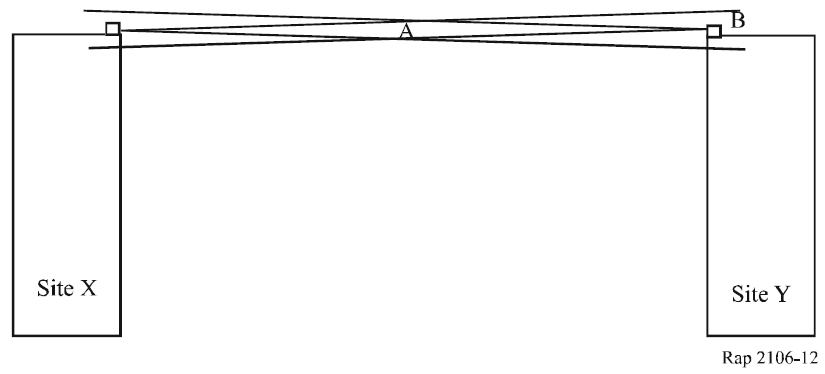 A
B
Site X
Site Y
Rap 2106-12